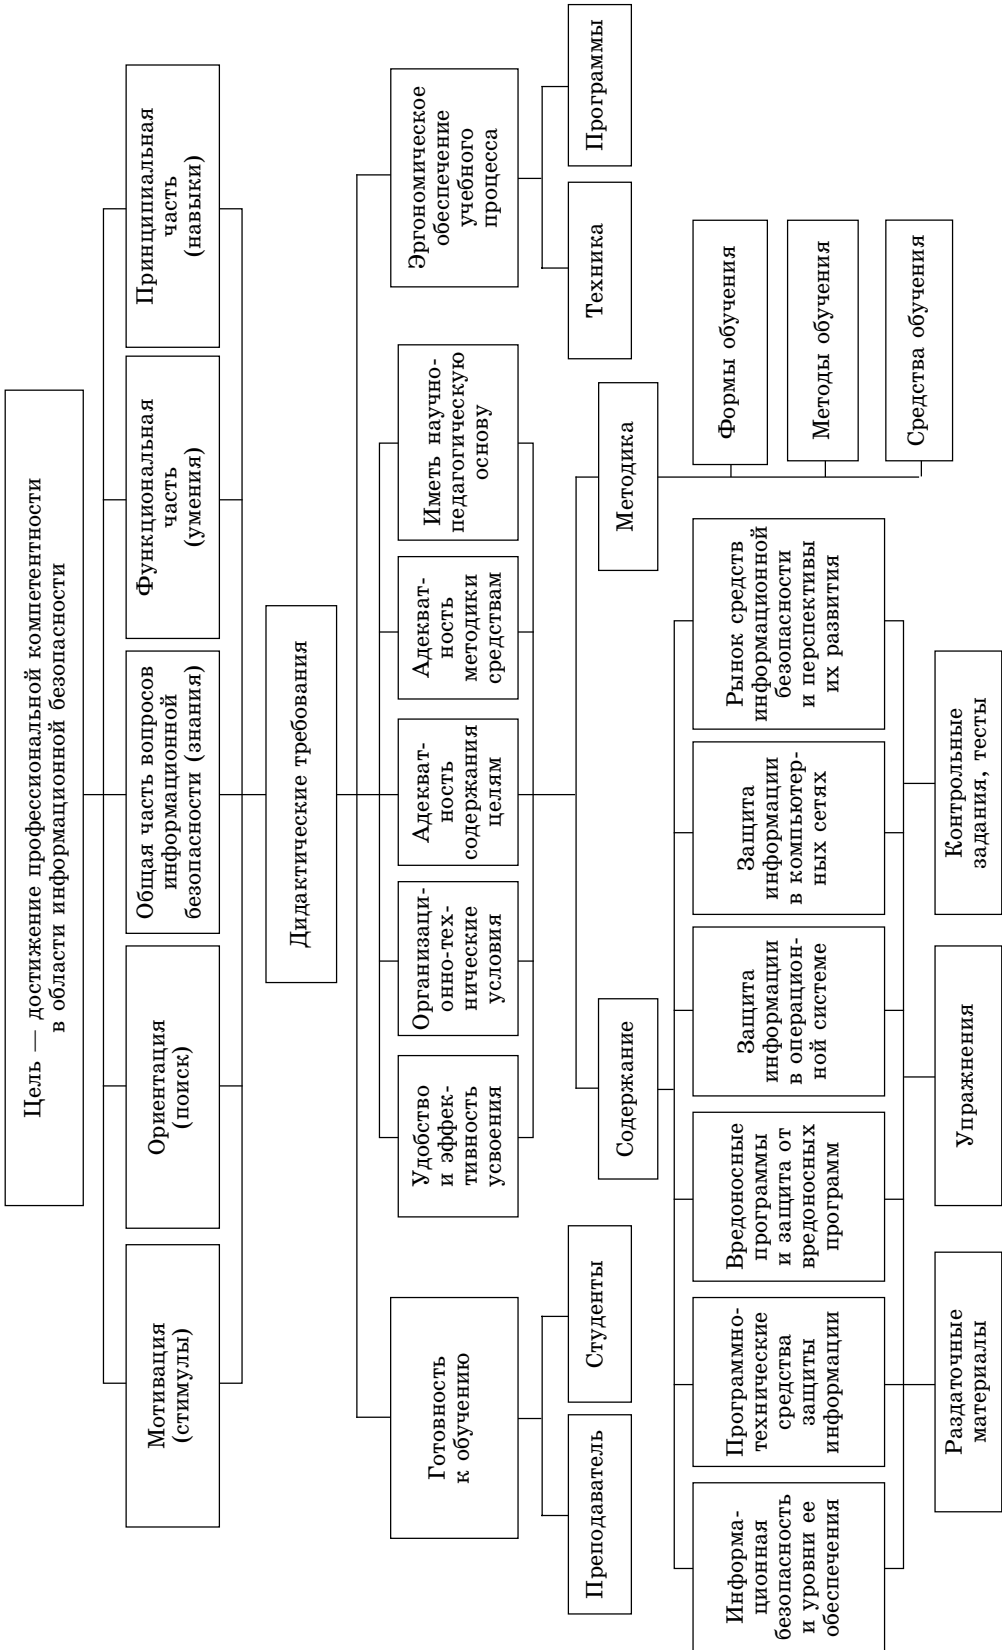 Цель — достижение профессиональной компетентности
в области информационной безопасности
Мотивация
(стимулы)
Ориентация
(поиск)
Общая часть вопросов
информационной
безопасности (знания)
Функциональная
часть
(умения)
Принципиальная
часть
(навыки)
Дидактические требования
Готовность
к обучению
Удобство
и эффек-
тивность
усвоения
Организаци-
онно-тех-
нические
условия
Адекват-
ность
содержания
целям
Адекват-
ность
методики
средствам
Иметь научно-
педагогическую
основу
Эргономическое
обеспечение
учебного
процесса
Преподаватель
Студенты
Содержание
Методика
Техника
Программы
Информа-
ционная
безопасность
и уровни ее
обеспечения
Программно-
технические
средства
защиты
информации
Вредоносные
программы
и защита от
вредоносных
программ
Защита
информации
в операцион-
ной системе
Защита
информации
в компьютер-
ных сетях
Рынок средств
информационной
безопасности
и перспективы
их развития
Формы обучения
Методы обучения
Средства обучения
Раздаточные
материалы
Упражнения
Контрольные
задания, тесты